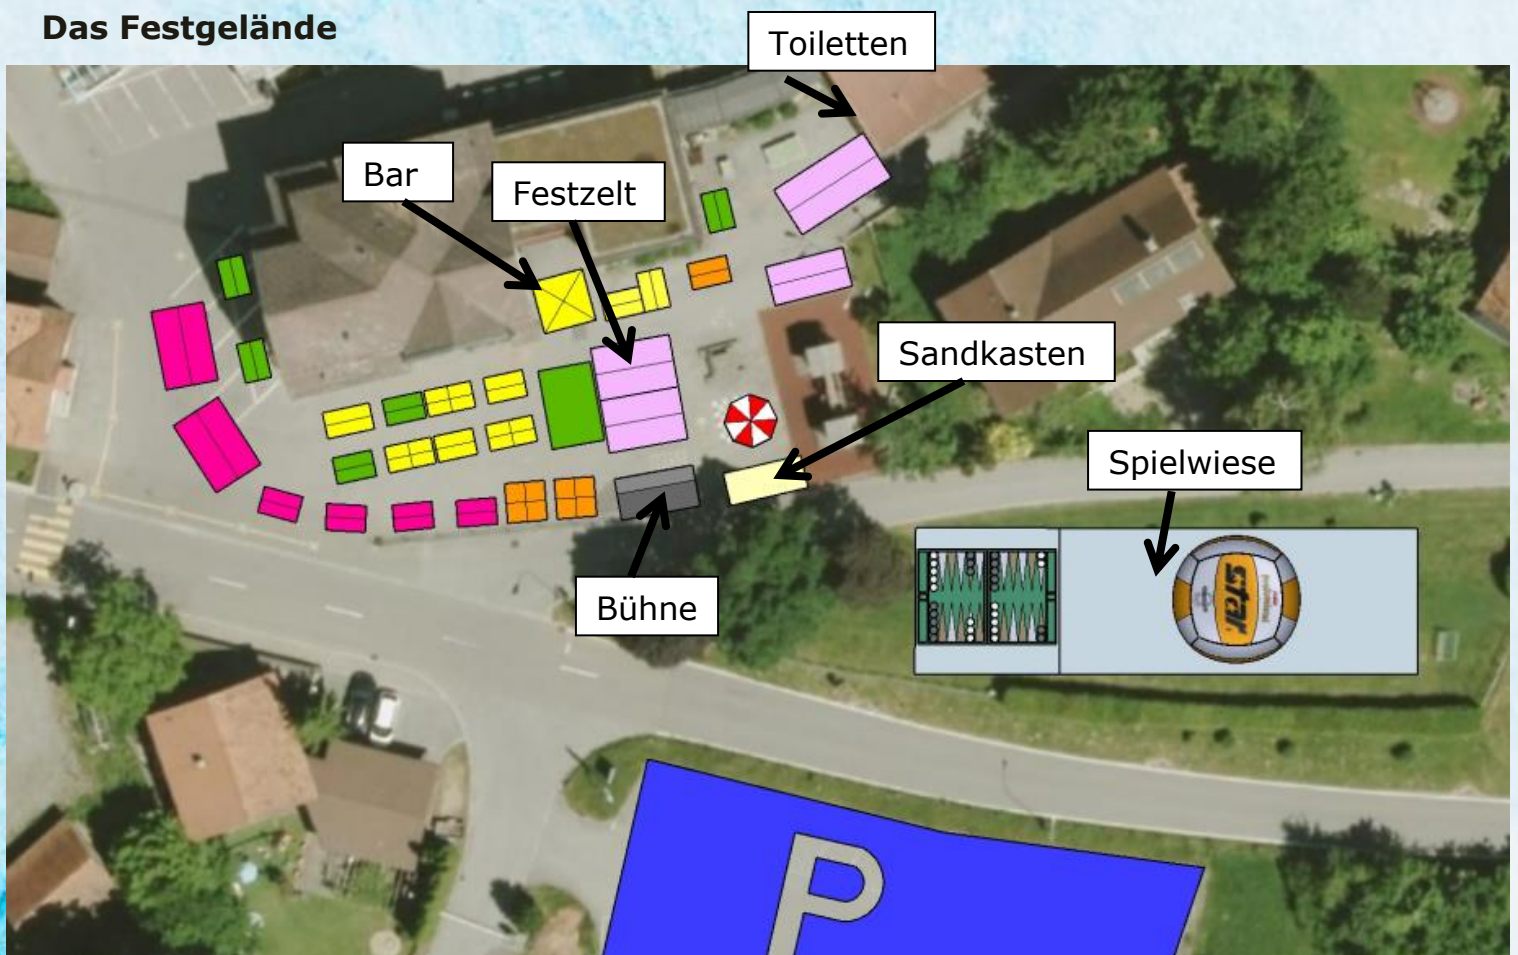 Das Festgelände
Toiletten
Bar
Festzelt
Sandkasten
Spielwiese
Star
Bühne
P